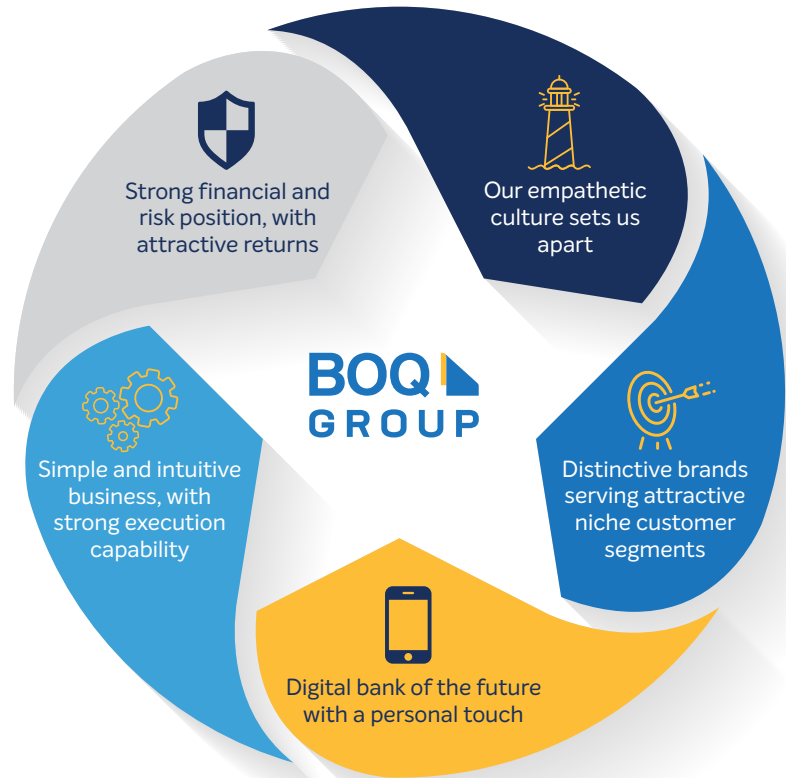 Strong financial and
risk position, with
attractive returns
Our empathetic
culture sets us
apart
BOQ
GROUP
Simple and intuitive
business, with
strong execution
capability
Distinctive brands
serving attractive
niche customer
segments
Digital bank of the future
with a personal touch